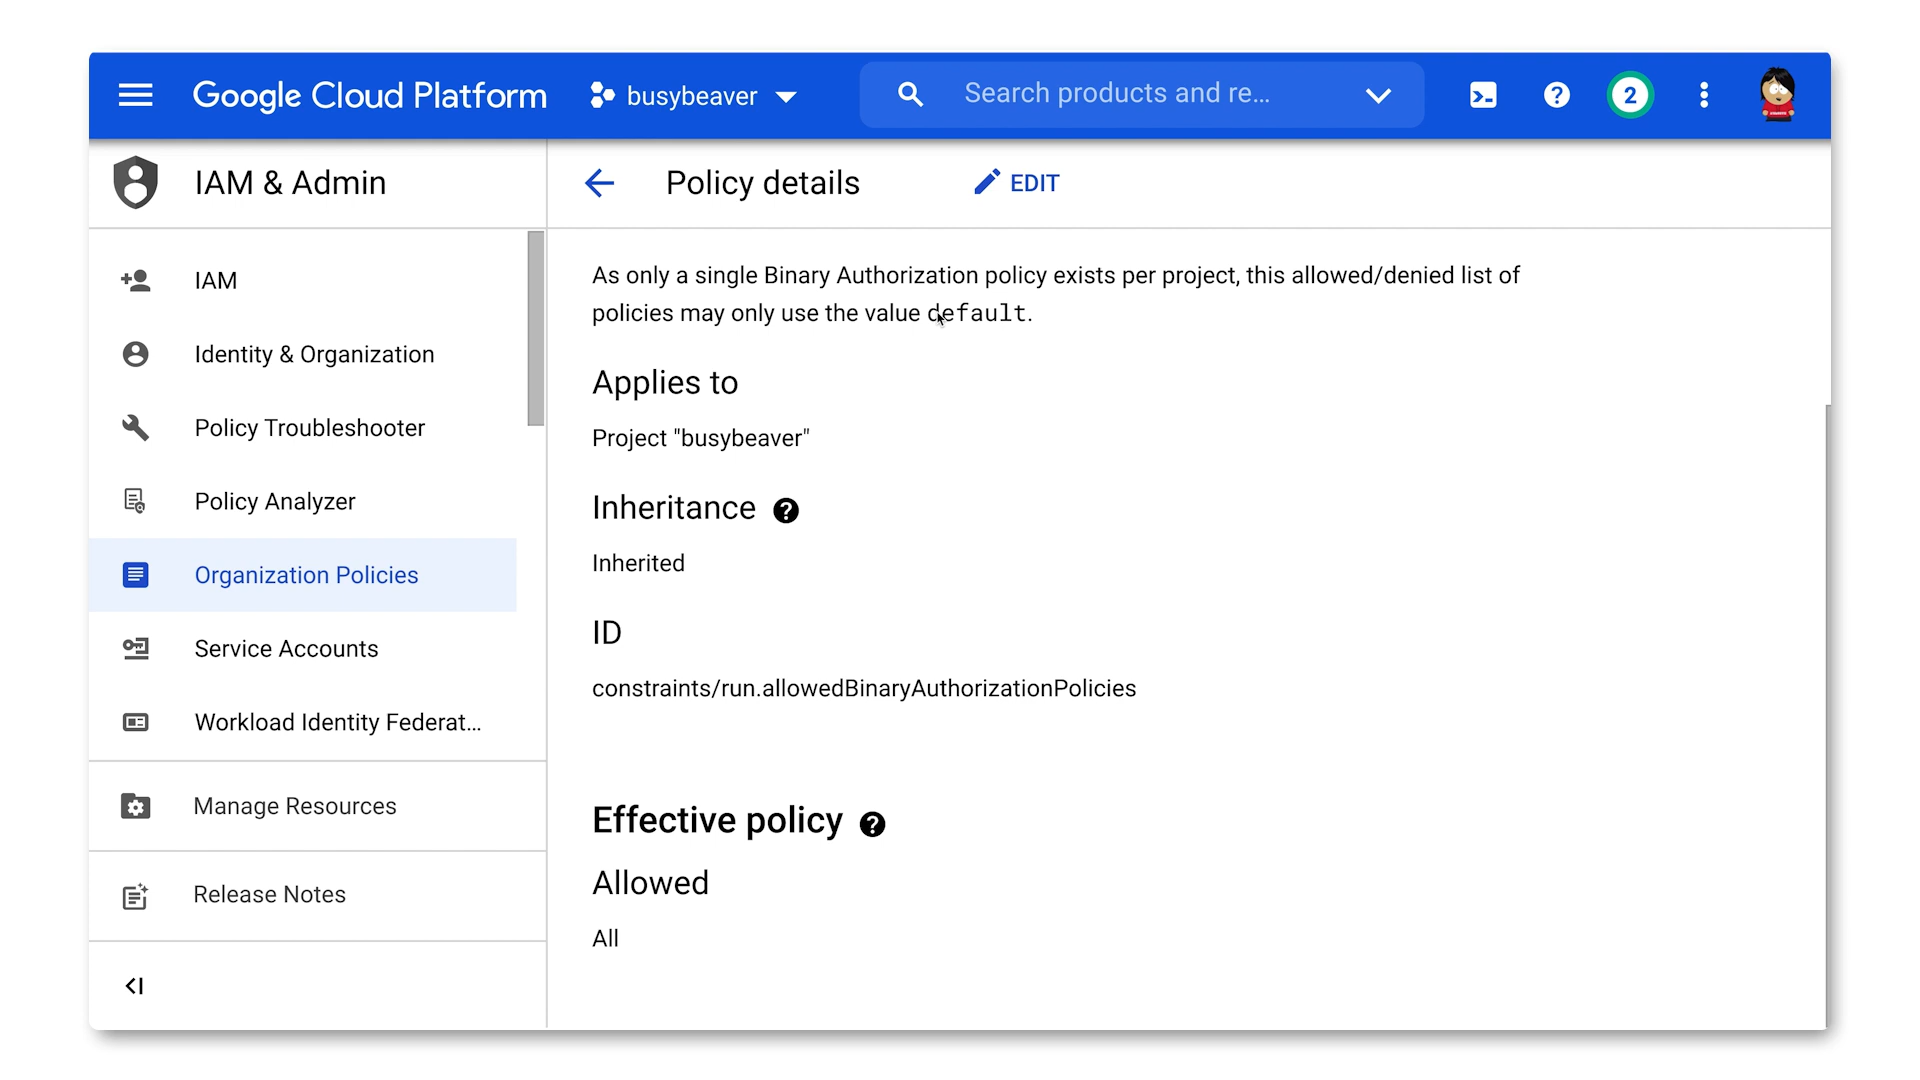 Google Cloud Platform
busybeaver
Search products and re...
2
IAM & Admin
Policy details
EDIT
IAM
Identity & Organization
Policy Troubleshooter
Policy Analyzer
Organization Policies
Service Accounts
Workload Identity Federat...
Manage Resources
Release Notes
As only a single Binary Authorization policy exists per project, this allowed/denied list of
policies may only use the value default.
Applies to
Project "busybeaver"
Inheritance
Inherited
ID
constraints/run.allowedBinaryAuthorizationPolicies
Effective policy
Allowed
All